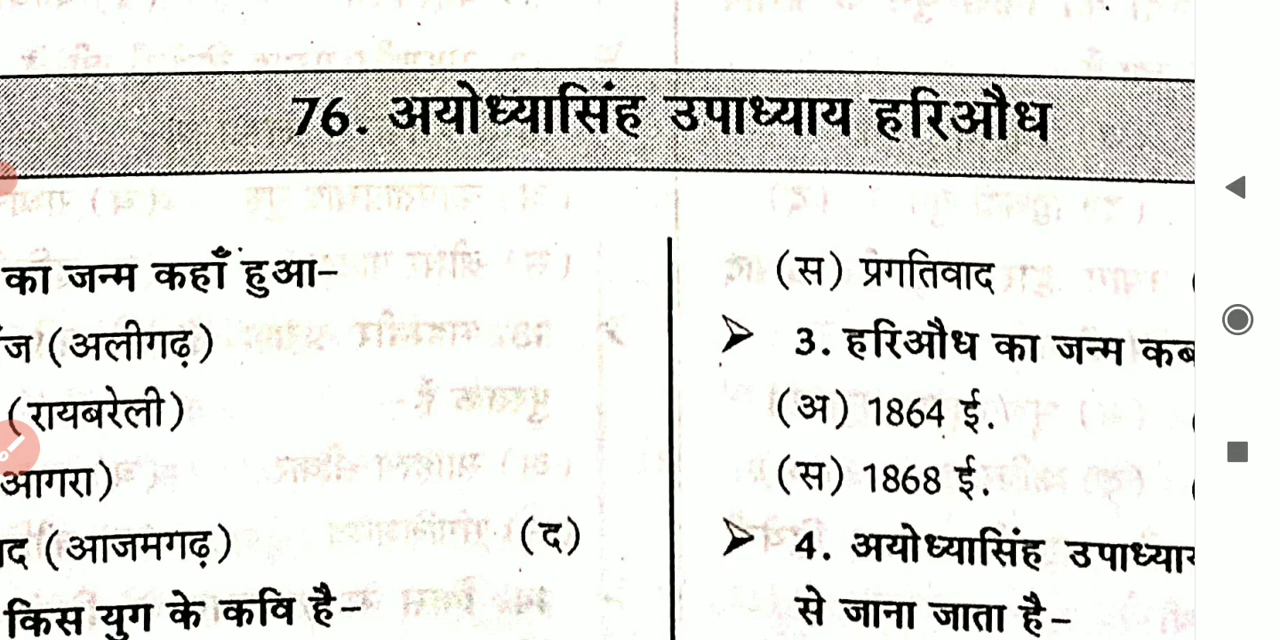 76. अयोध्यासिंह उपाध्याय हरिऔध
का जन्म कहाँ हुआ-
(अलीगढ़)
(रायबरेली)
आगरा)
(आजमगढ़) (द)
किस युग के कवि है-
(स) प्रगतिवाद
3. हरिऔध का जन्म कब
(अ) 1864 ई.
(स) 1868 ई.
4. अयोध्यासिंह उपाध्याय
से जाना जाता है-